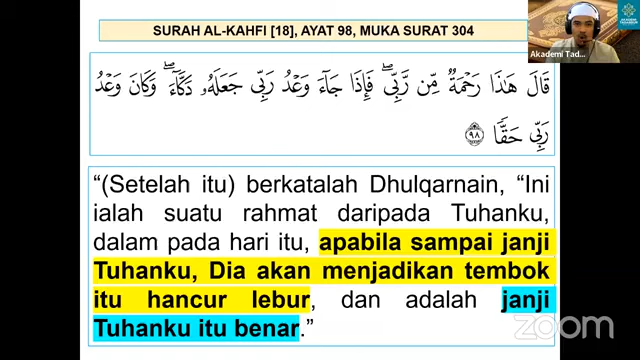 SURAH AL-KAHFI [18], AYAT 98, MUKA SURAT 304
قَالَ هَٰذَا رَحْمَةٌ مِّن رَّبِّي ۖ فَإِذَا جَآءَ وَعْدُ رَبِّي جَعَلَهُۥ دَكَّآءَ ۖ وَكَانَ وَعْدُ
رَبِّي حَقًّا ٩٨
“(Setelah itu) berkatalah Dhulqarnain, “Ini
ialah suatu rahmat daripada Tuhanku,
dalam pada hari itu, apabila sampai janji
Tuhanku, Dia akan menjadikan tembok
itu hancur lebur, dan adalah janji
Tuhanku itu benar.”
Akademi Tad...
zoom